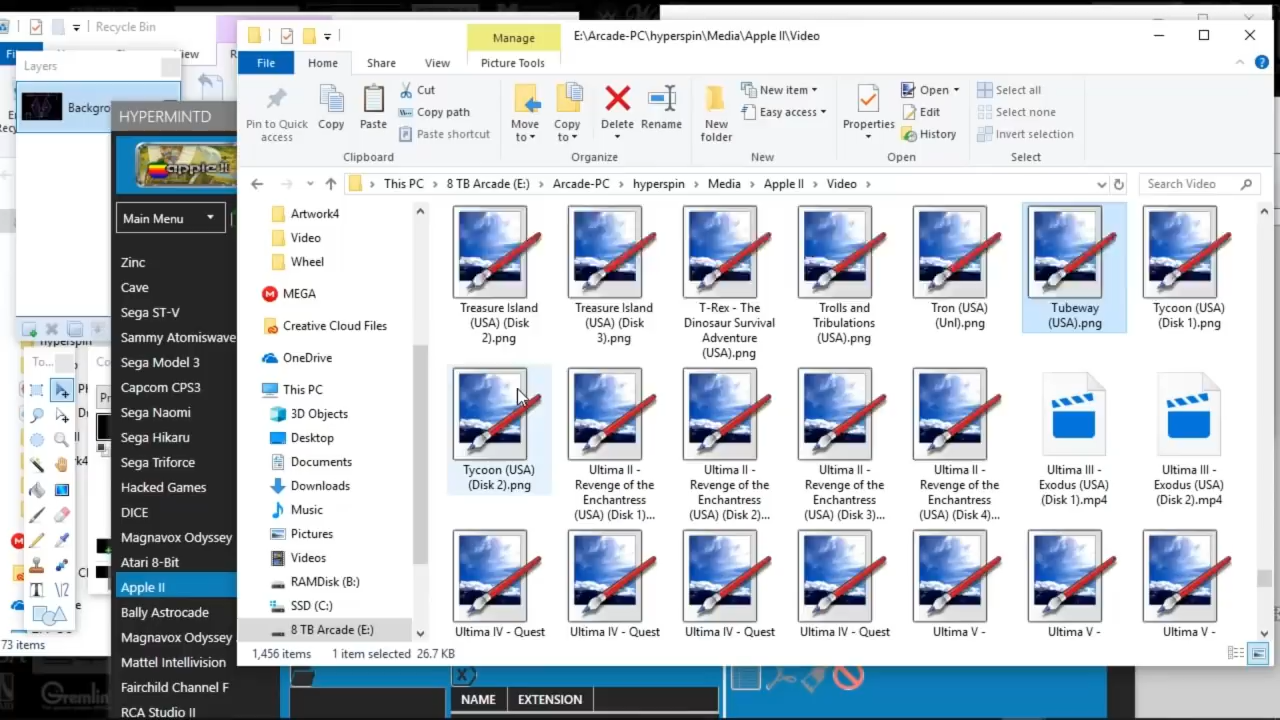 Recycle Bin
Manage
E:\Arcade-PC\hyperspin\Media\Apple II\Video
File
Home
Share
View
Picture Tools
Pin to Quick access
Copy
Paste
Cut
Copy path
Paste shortcut
Clipboard
Move to
Copy to
Delete
Rename
Organize
New folder
New item
Easy access
New
Properties
Open
Edit
History
Open
Select all
Select none
Invert selection
Select
This PC
8 TB Arcade (E:)
Arcade-PC
hyperspin
Media
Apple II
Video
Search Video
Layers
Backgro
HYPERMINTD
apple II
Main Menu
Zinc
Cave
Sega ST-V
Sammy Atomiswave
Sega Model 3
Capcom CPS3
Sega Naomi
Sega Hikaru
Sega Triforce
Hacked Games
DICE
Magnavox Odyssey
Atari 8-Bit
Apple II
Bally Astrocade
Magnavox Odyssey
Mattel Intellivision
Fairchild Channel F
RCA Studio II
hyperspin
To...
73 items
Gremlin
Artwork4
Video
Wheel
MEGA
Creative Cloud Files
OneDrive
This PC
3D Objects
Desktop
Documents
Downloads
Music
Pictures
Videos
RAMDisk (B:)
SSD (C:)
8 TB Arcade (E:)
Treasure Island
(USA) (Disk
2).png
Treasure Island
(USA) (Disk
3).png
T-Rex - The
Dinosaur Survival
Adventure
(USA).png
Trolls and
Tribulations
(USA).png
Tron (USA)
(Unl).png
Tubeway
(USA).png
Tycoon (USA)
(Disk 1).png
Tycoon (USA)
(Disk 2).png
Ultima II -
Revenge of the
Enchantress
(USA) (Disk 1)...
Ultima II -
Revenge of the
Enchantress
(USA) (Disk 2)...
Ultima II -
Revenge of the
Enchantress
(USA) (Disk 3)...
Ultima II -
Revenge of the
Enchantress
(USA) (Disk 4)...
Ultima III -
Exodus (USA)
(Disk 1).mp4
Ultima III -
Exodus (USA)
(Disk 2).mp4
Ultima IV - Quest
Ultima IV - Quest
Ultima IV - Quest
Ultima IV - Quest
Ultima V -
Ultima V -
Ultima V -
1,456 items
1 item selected
26.7 KB
NAME
EXTENSION